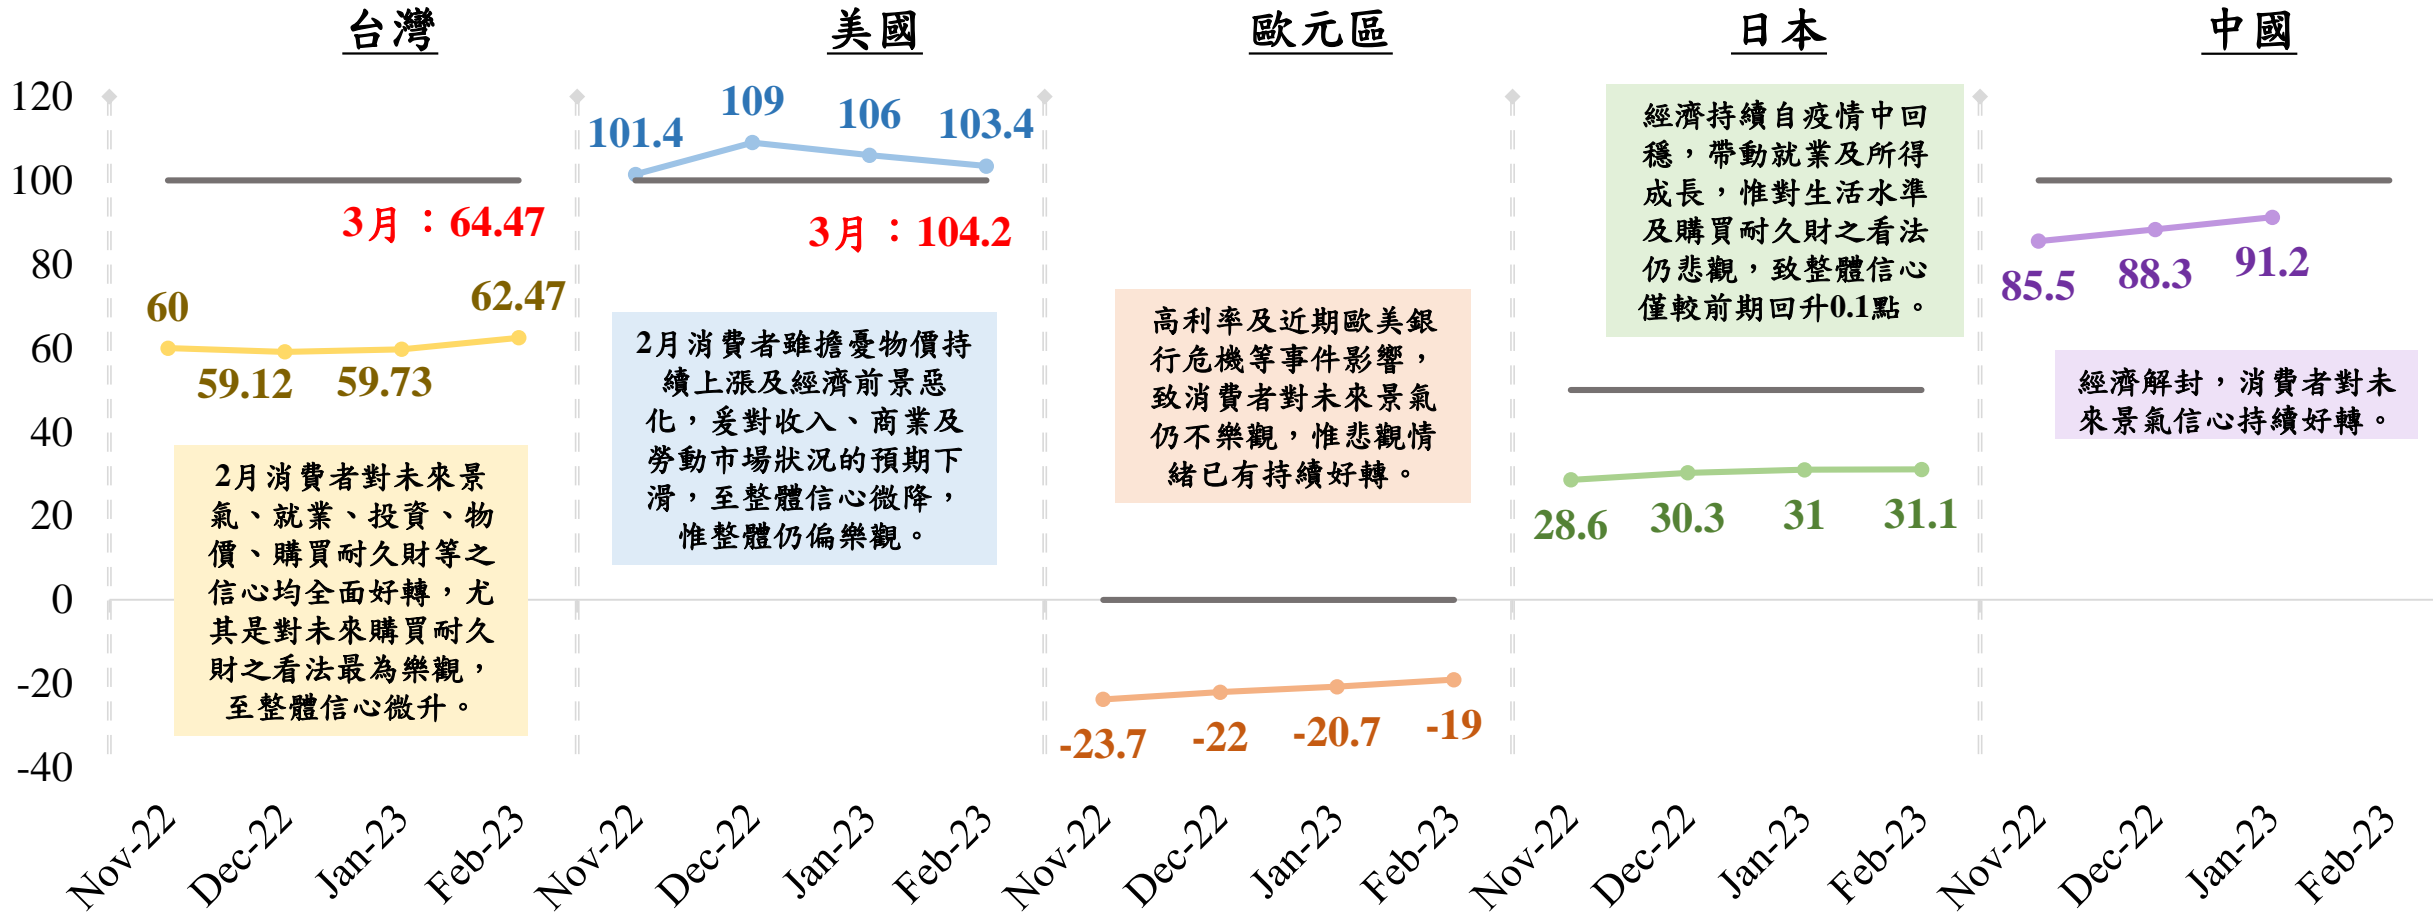 台灣
美國
歐元區
日本
中國
120
100
80
60
40
20
0
-20
-40
60
59.12
59.73
62.47
3月：64.47
2月消費者對未來景
氣、就業、投資、物
價、購買耐久財等之
信心均全面好轉，尤
其是對未來購買耐久
財之看法最為樂觀，
至整體信心微升。
101.4
109
106
103.4
3月：104.2
2月消費者雖擔憂物價持
續上漲及經濟前景惡
化，爰對收入、商業及
勞動市場狀況的預期下
滑，至整體信心微降，
惟整體仍偏樂觀。
高利率及近期歐美銀
行危機等事件影響，
致消費者對未來景氣
仍不樂觀，惟悲觀情
緒已有持續好轉。
-23.7
-22
-20.7
-19
經濟持續自疫情中回
穩，帶動就業及所得
成長，惟對生活水準
及購買耐久財之看法
仍悲觀，致整體信心
僅較前期回升0.1點。
28.6
30.3
31
31.1
85.5
88.3
91.2
經濟解封，消費者對未
來景氣信心持續好轉。
Nov-22
Dec-22
Jan-23
Feb-23
Nov-22
Dec-22
Jan-23
Feb-23
Nov-22
Dec-22
Jan-23
Feb-23
Nov-22
Dec-22
Jan-23
Feb-23
Nov-22
Dec-22
Jan-23
Feb-23